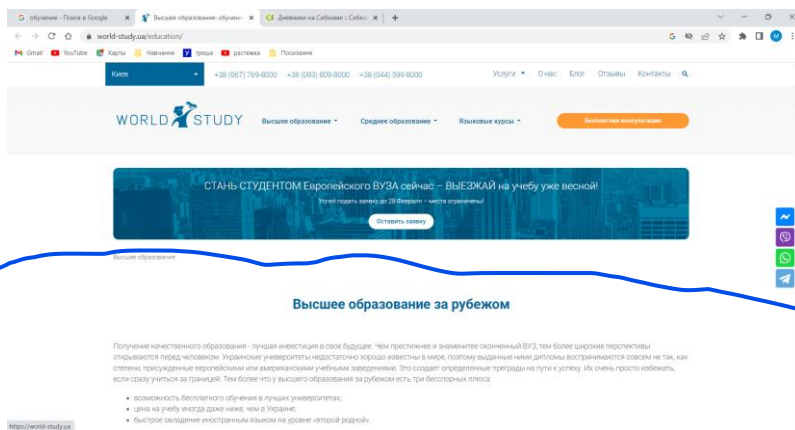 обучение - Поиск в Google
Высшее образование: обучени
Дневники на Себмаме
world-study.ua/education/
Gmail
YouTube
Карты
Навчання
треша
растяжка
Посилання
Киев
+38 (067) 769-8000 +38 (093) 809-8000 +38 (044) 599-8000
Услуги
О нас
Блог
Отзывы
Контакты
WORLD STUDY
Высшее образование
Среднее образование
Языковые курсы
Бесплатная консультация
СТАНЬ СТУДЕНТОМ Европейского ВУЗА сейчас – ВЫЕЗЖАЙ на учебу уже весной!
Успей подать заявку до 28 Февраля – места ограничены!
Оставить заявку
Высшее образование
Высшее образование за рубежом
Получение качественного образования - лучшая инвестиция в свое будущее. Чем престижнее и знаменитее оконченный ВУЗ, тем более широкие перспективы
открываются перед человеком. Украинские университеты недостаточно хорошо известны в мире, поэтому выданные ними дипломы воспринимаются совсем не так, как
степени, присужденные европейскими или американскими учебными заведениями. Это создает определенные преграды на пути к успеху. Их очень просто избежать,
если сразу учиться за границей. Тем более что у высшего образования за рубежом есть три бесспорных плюса:
возможность бесплатного обучения в лучших университетах;
цена на учебу иногда даже ниже, чем в Украине;
быстрое овладение иностранным языком на уровне «второй родной».
https://world-study.ua